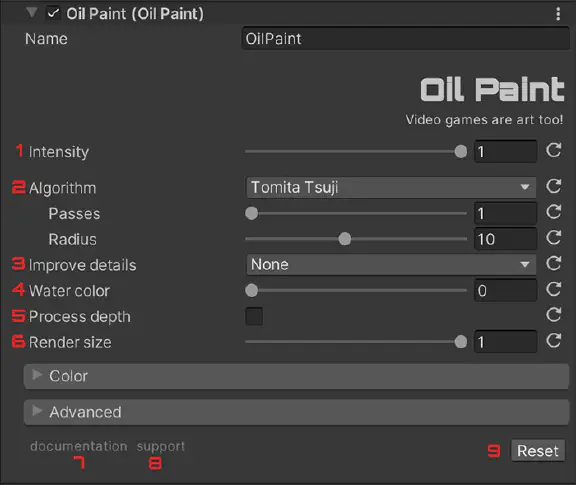 Oil Paint (Oil Paint)
Name OilPaint
Oil Paint
Video games are art too!
1 Intensity 1
2 Algorithm Tomita Tsuji
Passes 1
Radius 10
3 Improve details None
4 Water color 0
5 Process depth
6 Render size 1
Color
Advanced
documentation support 9 Reset
7 8